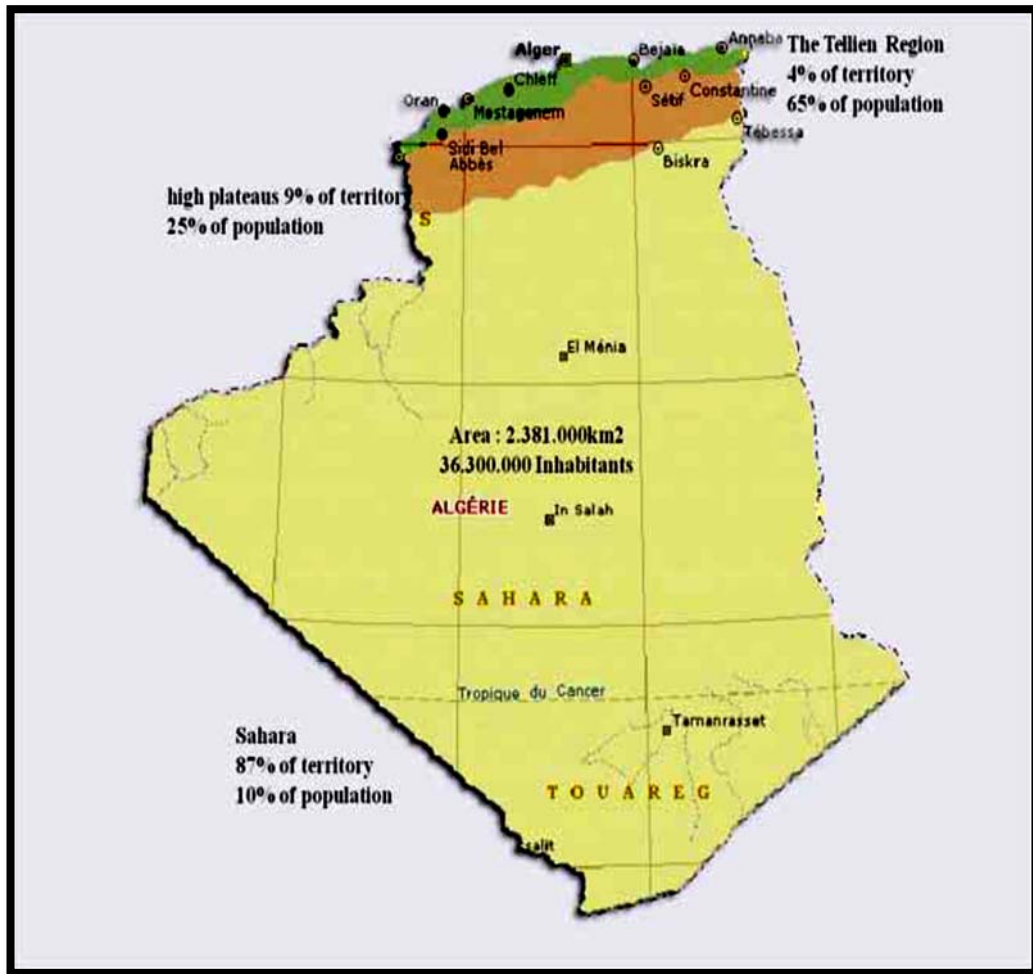 Annaba
Alger
Bejaia
The Tellien Region
4% of territory
65% of population
Chleff
Constantine
Sétif
Oran
Mestagenem
Tébessa
Sidi Bel
Abbès
Biskra
high plateaus 9% of territory
25% of population
S
El Ménia
Area : 2.381.000km2
36.300.000 Inhabitants
ALGÉRIE
In Salah
S A H A R A
Tropique du Cancer
Tamanrasset
Sahara
87% of territory
10% of population
T O U A R E G
salit